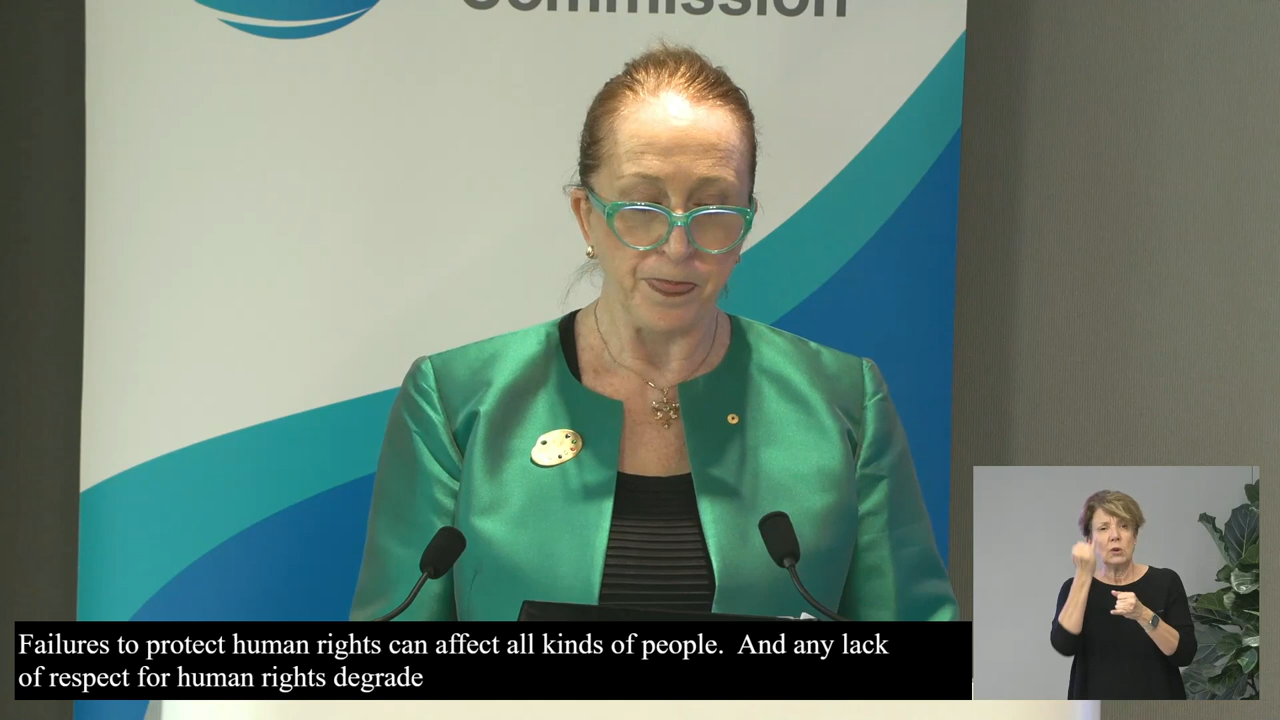 Commission
Failures to protect human rights can affect all kinds of people.  And any lack
of respect for human rights degrade